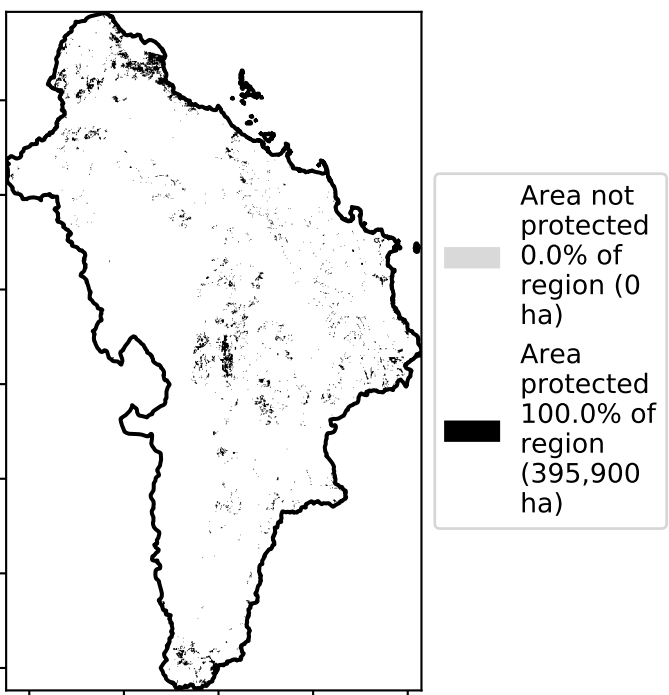 Area not
protected
0.0% of
region (0
ha)
Area
protected
100.0% of
region
(395,900
ha)